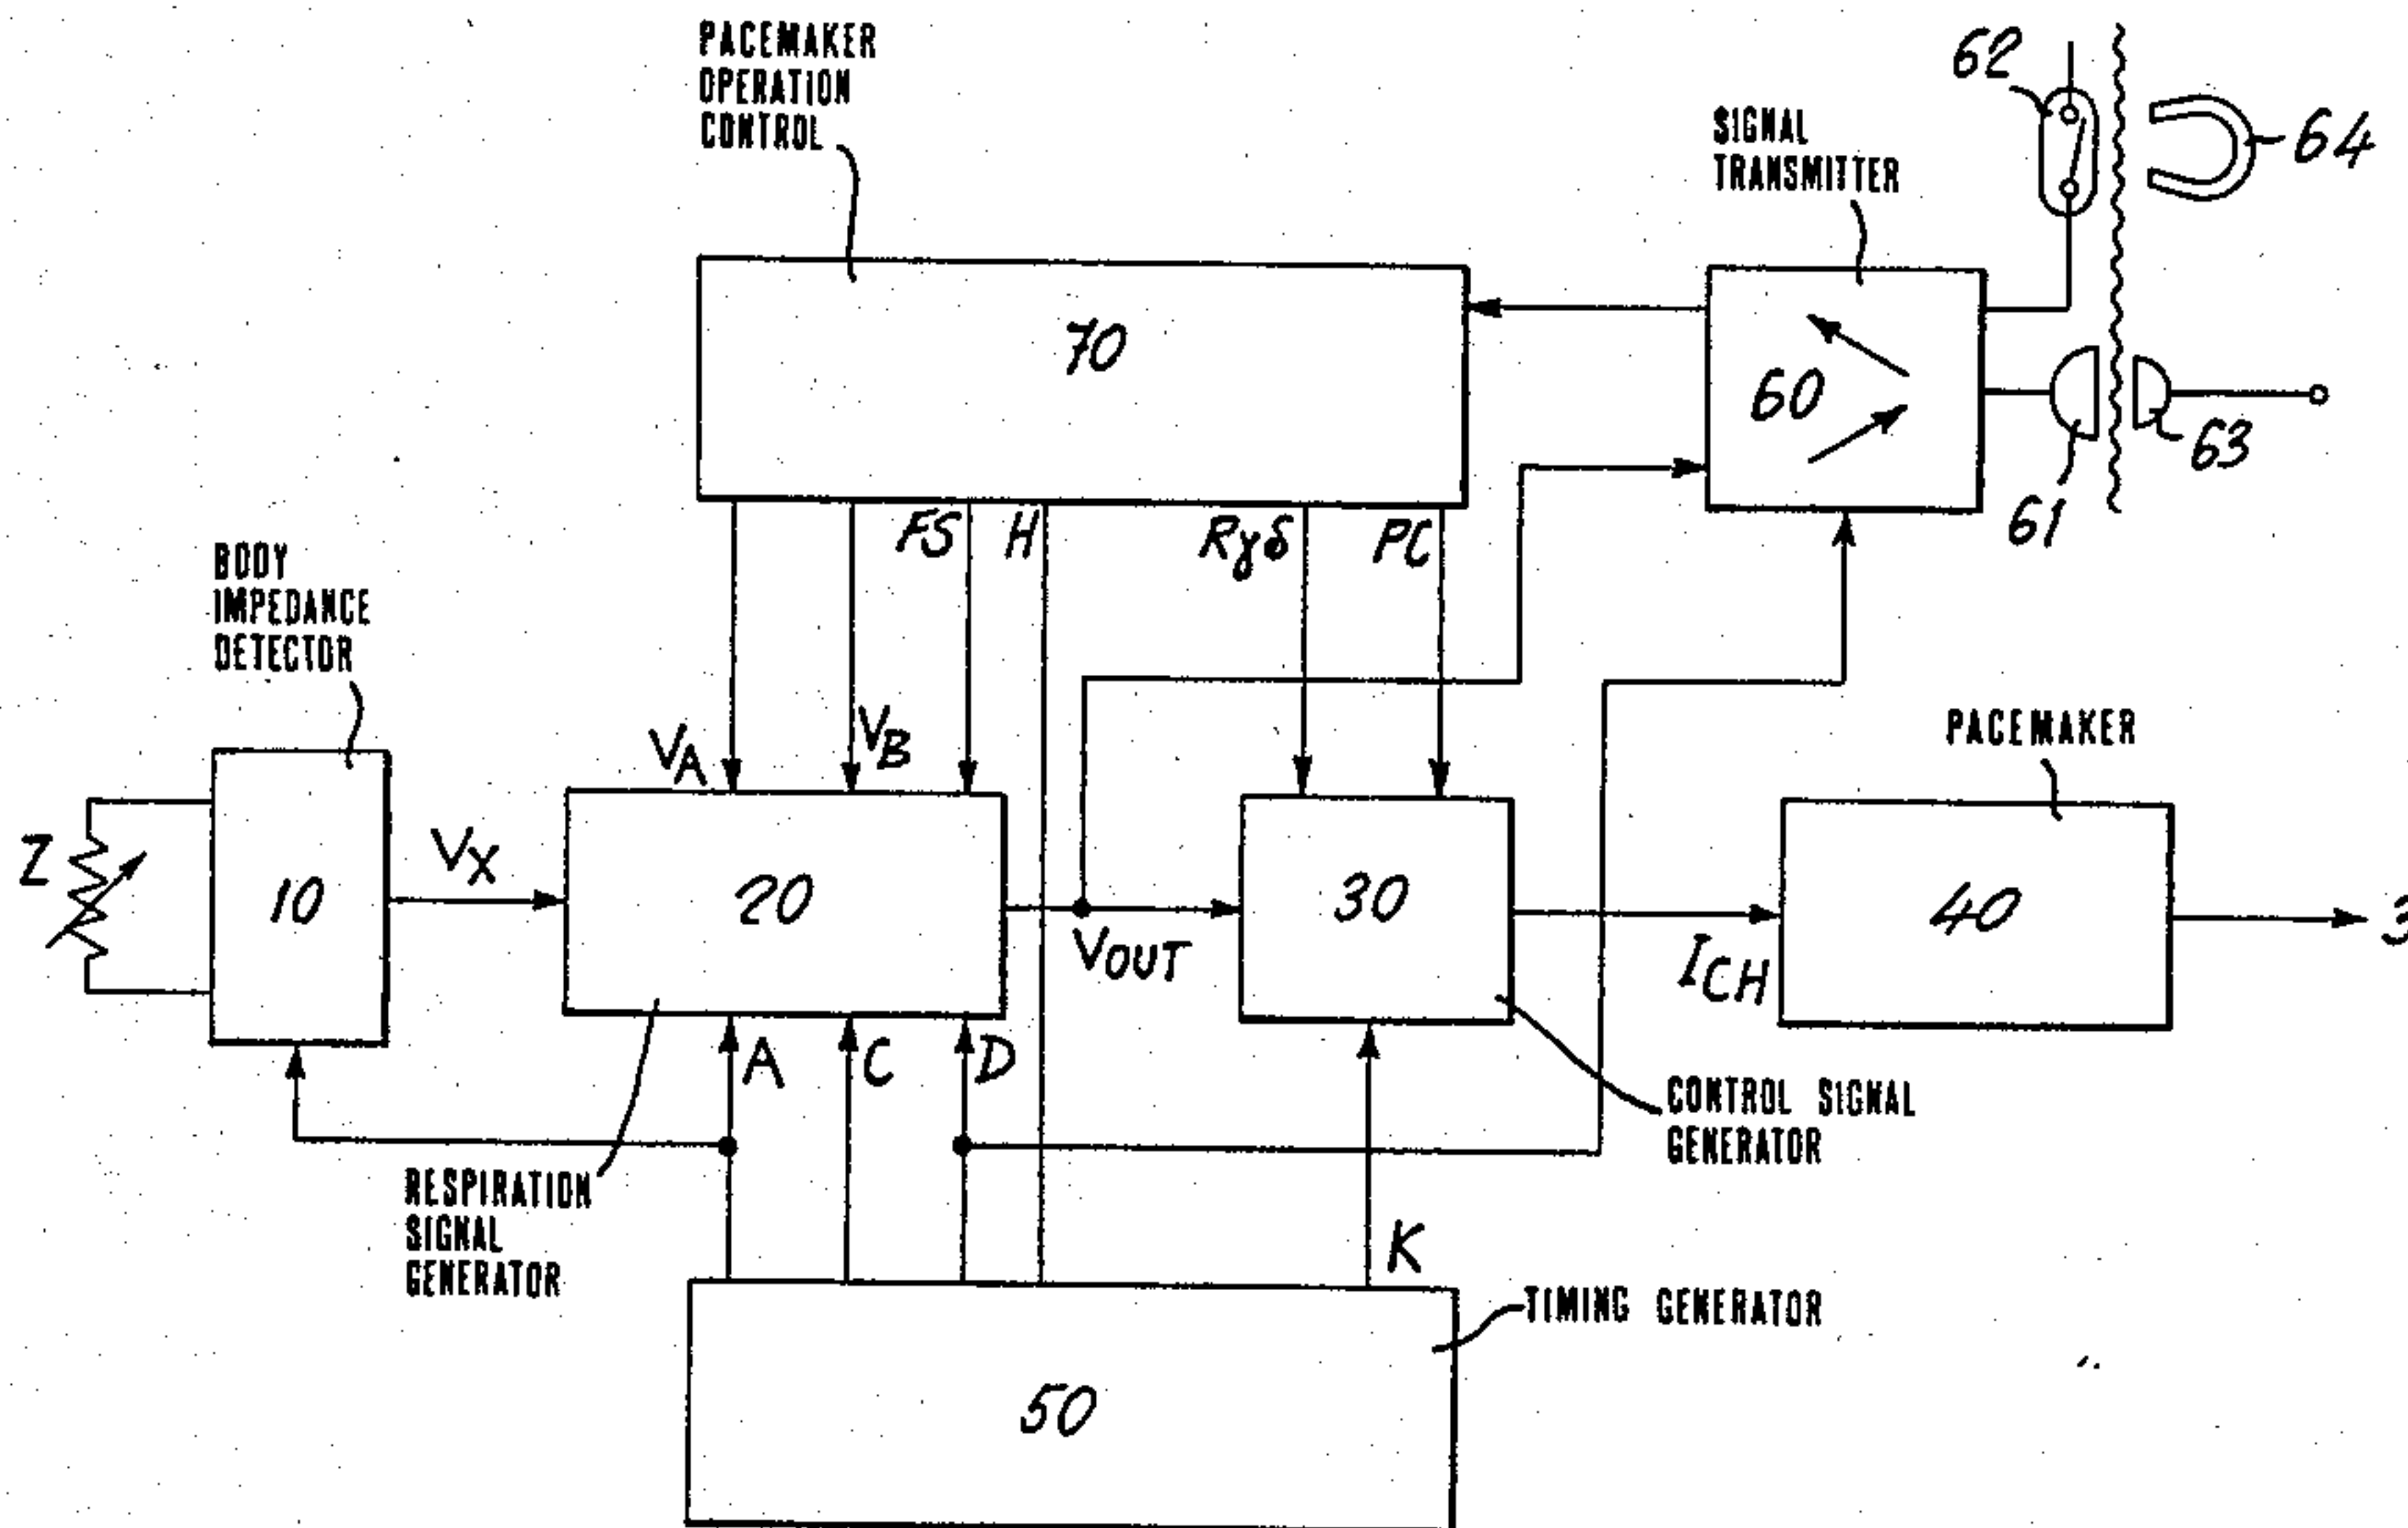 PACEMAKER
OPERATION
CONTROL
62
64
SIGNAL
TRANSMITTER
70
60
63
61
FS
H
Rγδ
PC
BODY
IMPEDANCE
DETECTOR
VA
VB
PACEMAKER
Z
10
VX
20
VOUT
30
ICH
40
3
A
C
D
CONTROL SIGNAL
GENERATOR
RESPIRATION
SIGNAL
GENERATOR
K
TIMING GENERATOR
50